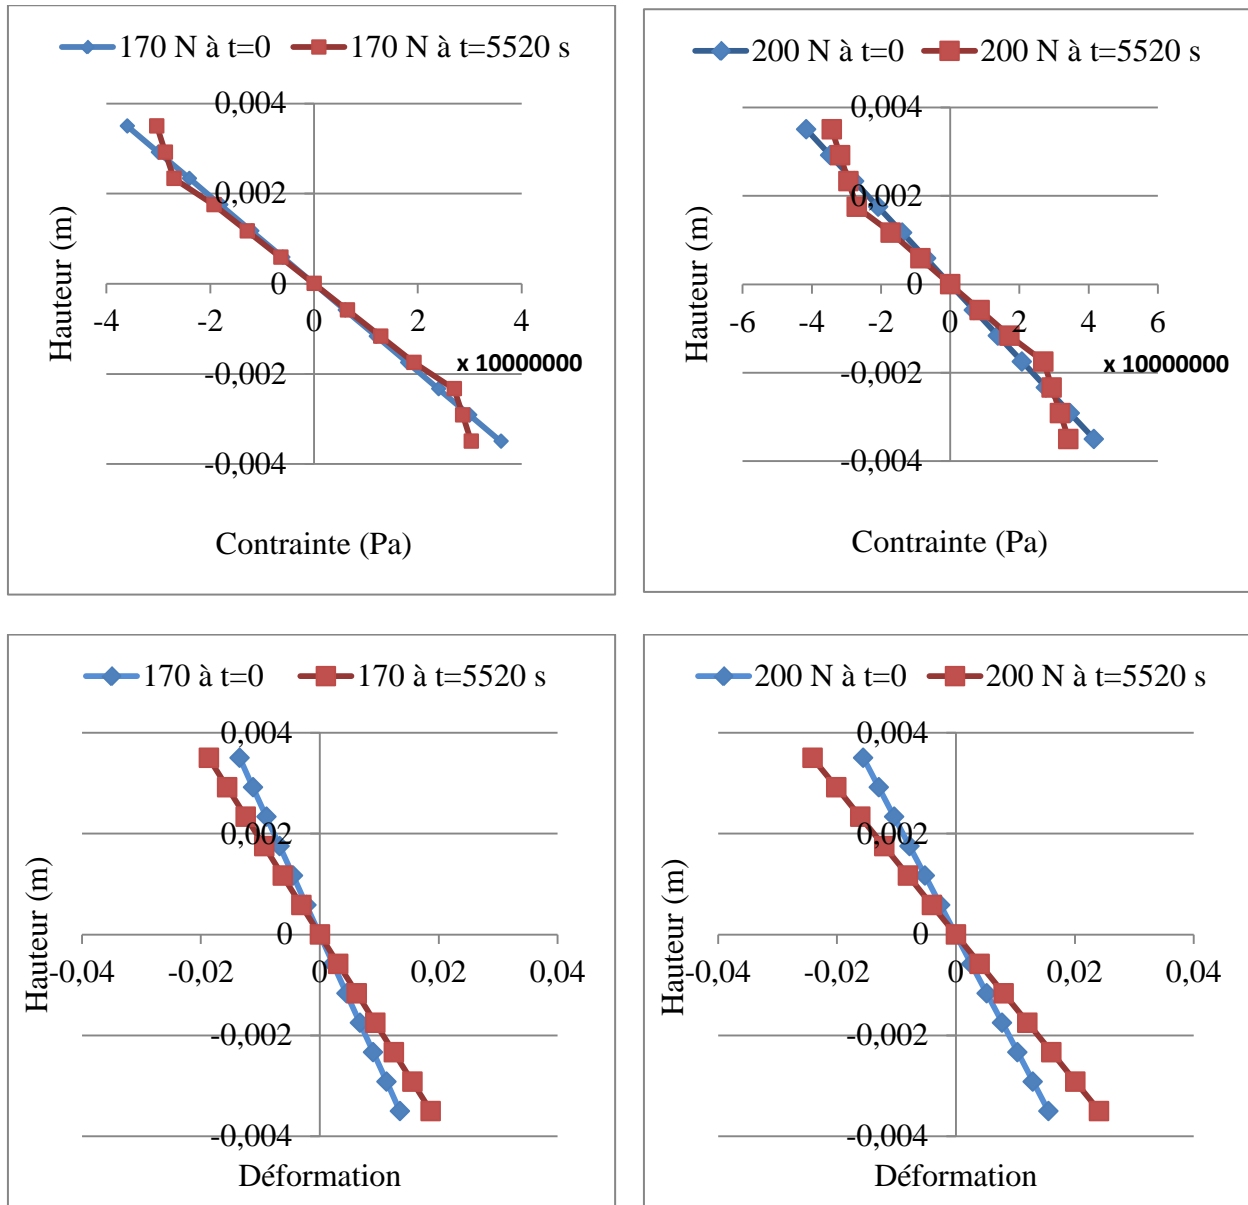 170 N à t=0 170 N à t=5520 s
0,004
0,002
0
-0,002
-0,004
-4 -2 0 2 4
x 10000000
Hauteur (m)
Contrainte (Pa)
200 N à t=0 200 N à t=5520 s
0,004
0,002
0
-0,002
-0,004
-6 -4 -2 0 2 4 6
x 10000000
Hauteur (m)
Contrainte (Pa)
170 à t=0 170 à t=5520 s
0,004
0,002
0
-0,002
-0,004
-0,04 -0,02 0 0,02 0,04
Hauteur (m)
Déformation
200 N à t=0 200 N à t=5520 s
0,004
0,002
0
-0,002
-0,004
-0,04 -0,02 0 0,02 0,04
Hauteur (m)
Déformation